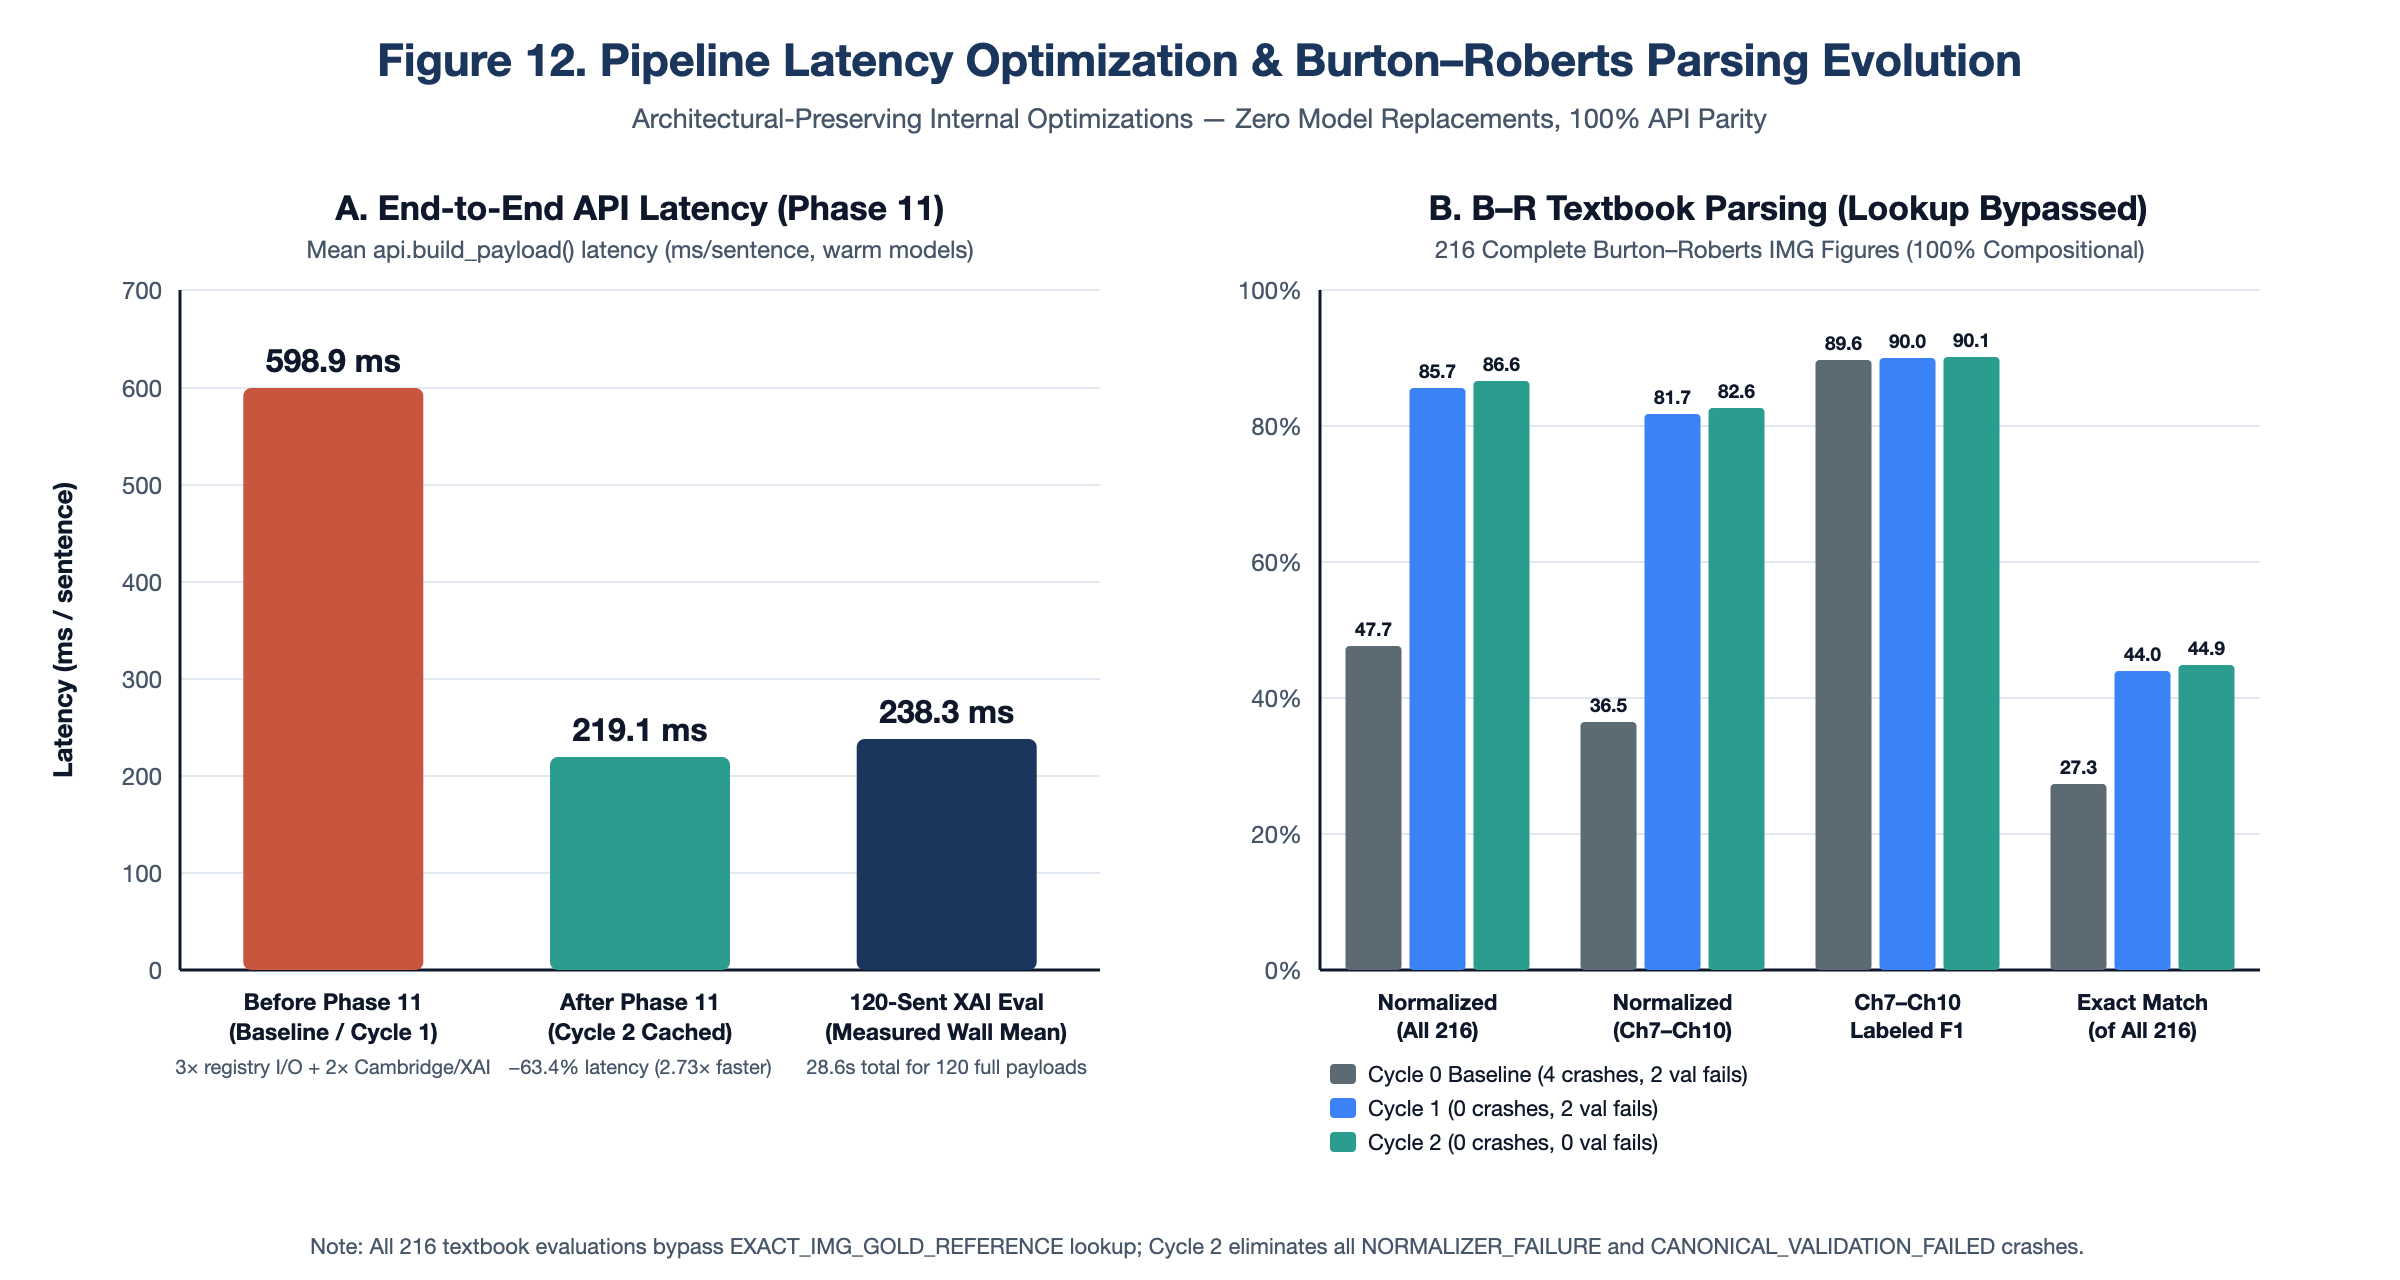 Figure 12. Pipeline Latency Optimization & Burton–Roberts Parsing Evolution
Architectural-Preserving Internal Optimizations — Zero Model Replacements, 100% API Parity
A. End-to-End API Latency (Phase 11)
Mean api.build_payload() latency (ms/sentence, warm models)
Latency (ms / sentence)
700
600
500
400
300
200
100
0
598.9 ms
219.1 ms
238.3 ms
Before Phase 11
(Baseline / Cycle 1)
3× registry I/O + 2× Cambridge/XAI
After Phase 11
(Cycle 2 Cached)
−63.4% latency (2.73× faster)
120-Sent XAI Eval
(Measured Wall Mean)
28.6s total for 120 full payloads
B. B–R Textbook Parsing (Lookup Bypassed)
216 Complete Burton–Roberts IMG Figures (100% Compositional)
100%
80%
60%
40%
20%
0%
47.7
85.7
86.6
36.5
81.7
82.6
89.6
90.0
90.1
27.3
44.0
44.9
Normalized
(All 216)
Normalized
(Ch7–Ch10)
Ch7–Ch10
Labeled F1
Exact Match
(of All 216)
Cycle 0 Baseline (4 crashes, 2 val fails)
Cycle 1 (0 crashes, 2 val fails)
Cycle 2 (0 crashes, 0 val fails)
Note: All 216 textbook evaluations bypass EXACT_IMG_GOLD_REFERENCE lookup; Cycle 2 eliminates all NORMALIZER_FAILURE and CANONICAL_VALIDATION_FAILED crashes.